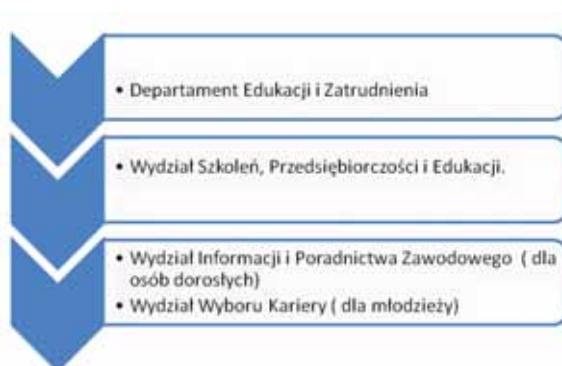 • Departament Edukacji i Zatrudnienia
• Wydział Szkoleń, Przedsiębiorczości i Edukacji.
• Wydział Informacji i Poradnictwa Zawodowego ( dla
osób dorosłych)
• Wydział Wyboru Kariery ( dla młodzieży)